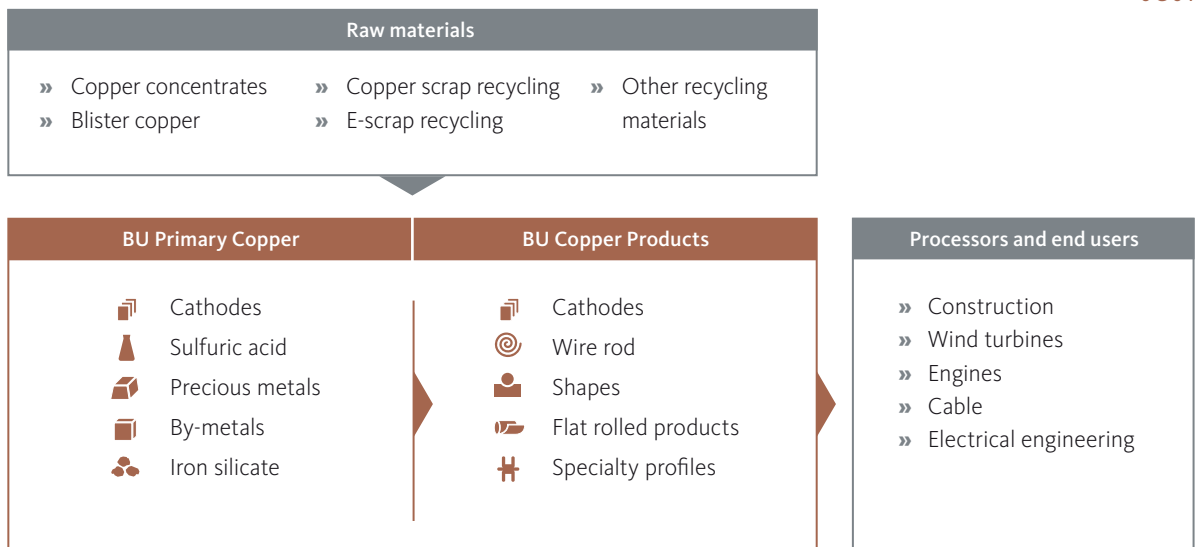 Raw materials
» Copper concentrates
» Blister copper
» Copper scrap recycling
» E-scrap recycling
» Other recycling
materials
BU Primary Copper
Cathodes
Sulfuric acid
Precious metals
By-metals
Iron silicate
BU Copper Products
Cathodes
Wire rod
Shapes
Flat rolled products
Specialty profiles
Processors and end users
» Construction
» Wind turbines
» Engines
» Cable
» Electrical engineering